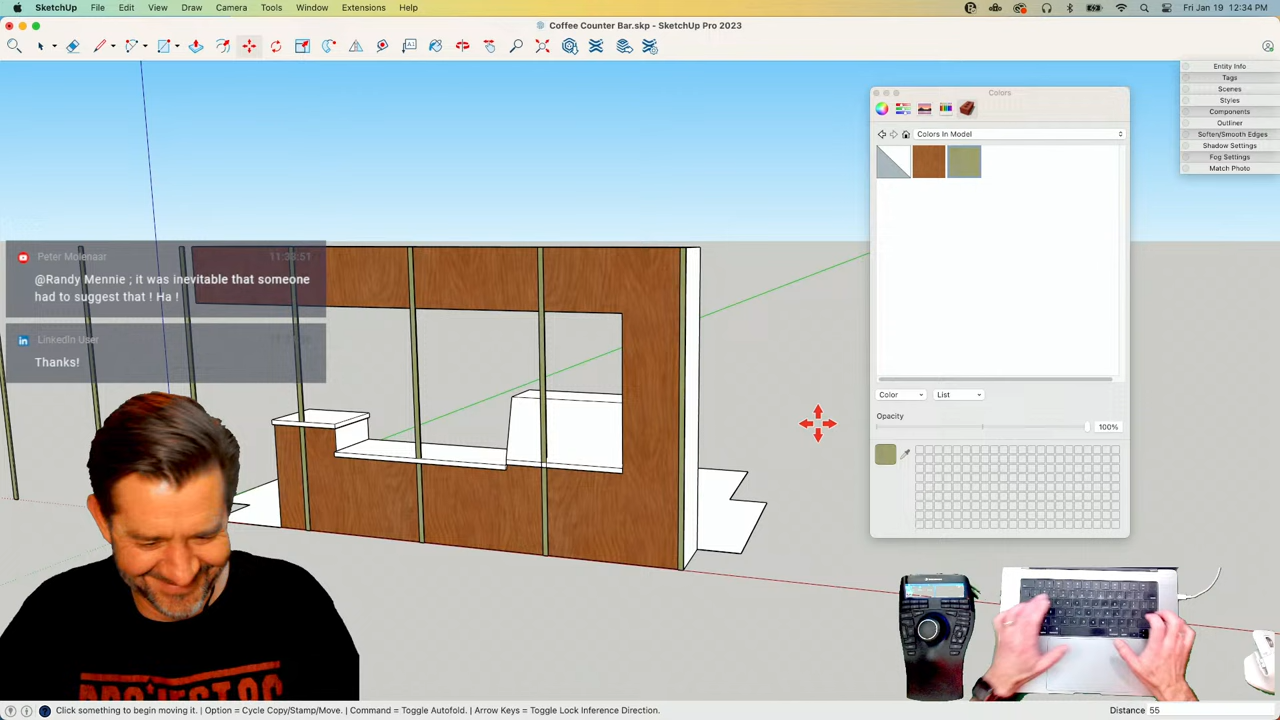 SketchUp File Edit View Draw Camera Tools Window Extensions Help
Fri Jan 19 12:34 PM
Coffee Counter Bar.skp - SketchUp Pro 2023
Entity Info
Tags
Scenes
Styles
Components
Outliner
Soften/Smooth Edges
Shadow Settings
Fog Settings
Match Photo
Colors
Colors In Model
Color
List
Opacity
100%
Peter Molenaar 11:33:51
@Randy Mennie ; it was inevitable that someone
had to suggest that ! Ha !
LinkedIn User
Thanks!
Click something to begin moving it. | Option = Cycle Copy/Stamp/Move. | Command = Toggle Autofold. | Arrow Keys = Toggle Lock Inference Direction.
Distance 55